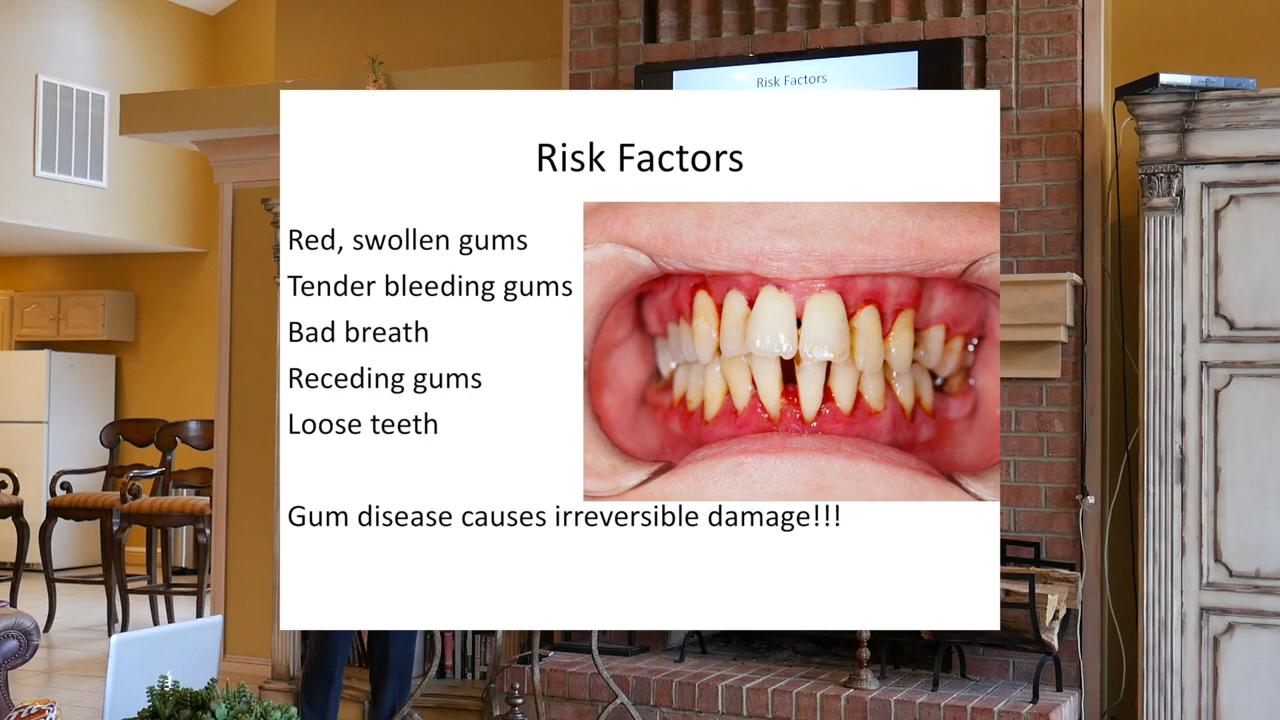 Risk Factors
Risk Factors
Red, swollen gums
Tender bleeding gums
Bad breath
Receding gums
Loose teeth
Gum disease causes irreversible damage!!!